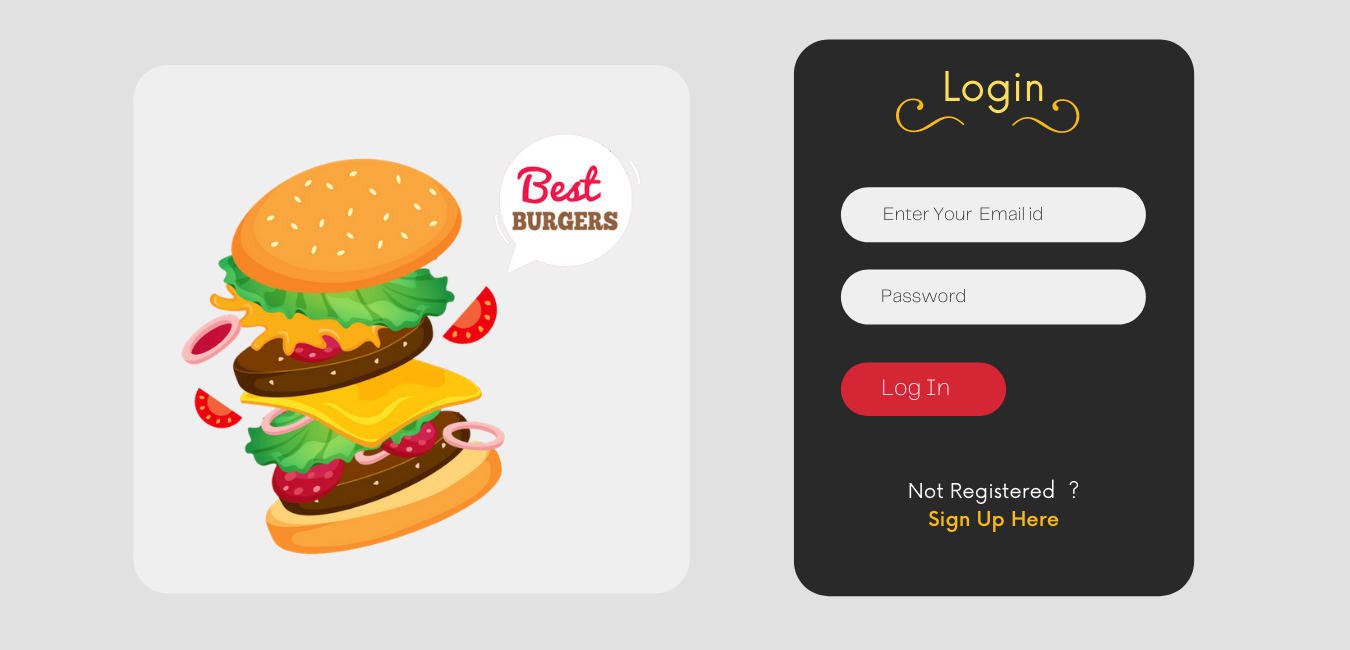 Best
BURGERS
Login
Enter Your Email id
Password
Log In
Not Registered ?
Sign Up Here